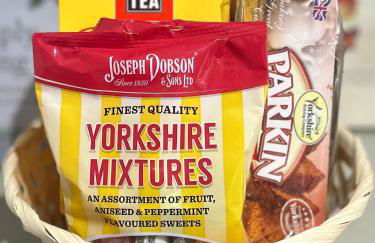 TEA
JOSEPH DOBSON
& SONS LTD
Since 1850
FINEST QUALITY
YORKSHIRE
MIXTURES
AN ASSORTMENT OF FRUIT,
ANISEED & PEPPERMINT
FLAVOURED SWEETS
PARKIN
Yorkshire